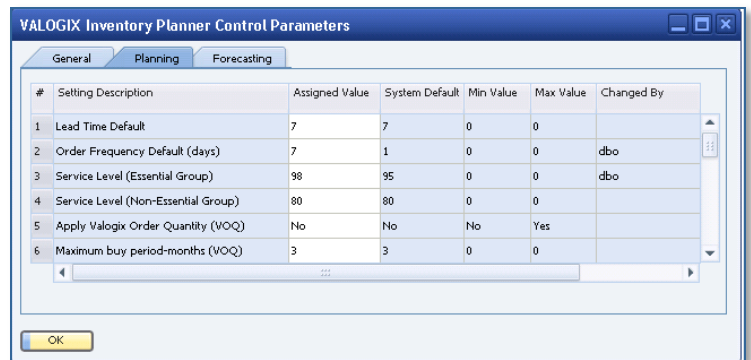 VALOGIX Inventory Planner Control Parameters
General Planning Forecasting
# Setting Description Assigned Value System Default Min Value Max Value Changed By
1 Lead Time Default 7 7 0 0
2 Order Frequency Default (days) 7 1 0 0 dbo
3 Service Level (Essential Group) 98 95 0 0 dbo
4 Service Level (Non-Essential Group) 80 80 0 0
5 Apply Valogix Order Quantity (VOQ) No No No Yes
6 Maximum buy period-months (VOQ) 3 3 0 0
OK